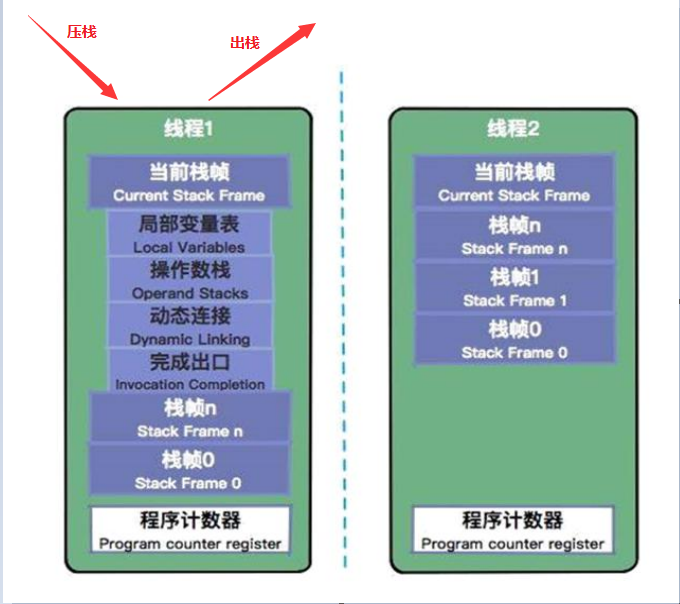 压栈
出栈
线程1
当前栈帧
Current Stack Frame
局部变量表
Local Variables
操作数栈
Operand Stacks
动态连接
Dynamic Linking
完成出口
Invocation Completion
栈帧n
Stack Frame n
栈帧0
Stack Frame 0
程序计数器
Program counter register
线程2
当前栈帧
Current Stack Frame
栈帧n
Stack Frame n
栈帧1
Stack Frame 1
栈帧0
Stack Frame 0
程序计数器
Program counter register